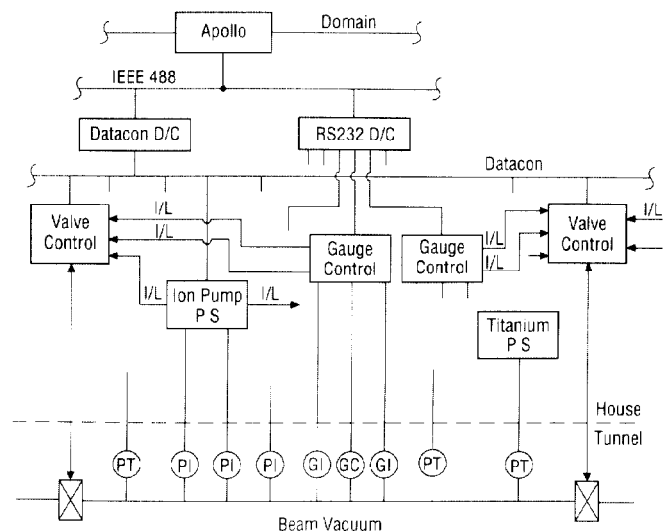 Apollo
Domain
IEEE 488
Datacon D/C
RS232 D/C
Datacon
Valve
Control
I/L
I/L
I/L
Gauge
Control
Gauge
Control
I/L
I/L
Valve
Control
I/L
Ion Pump
P S
I/L
Titanium
P S
House
Tunnel
PT
PI
PI
PI
GI
GC
GI
PT
PT
Beam Vacuum